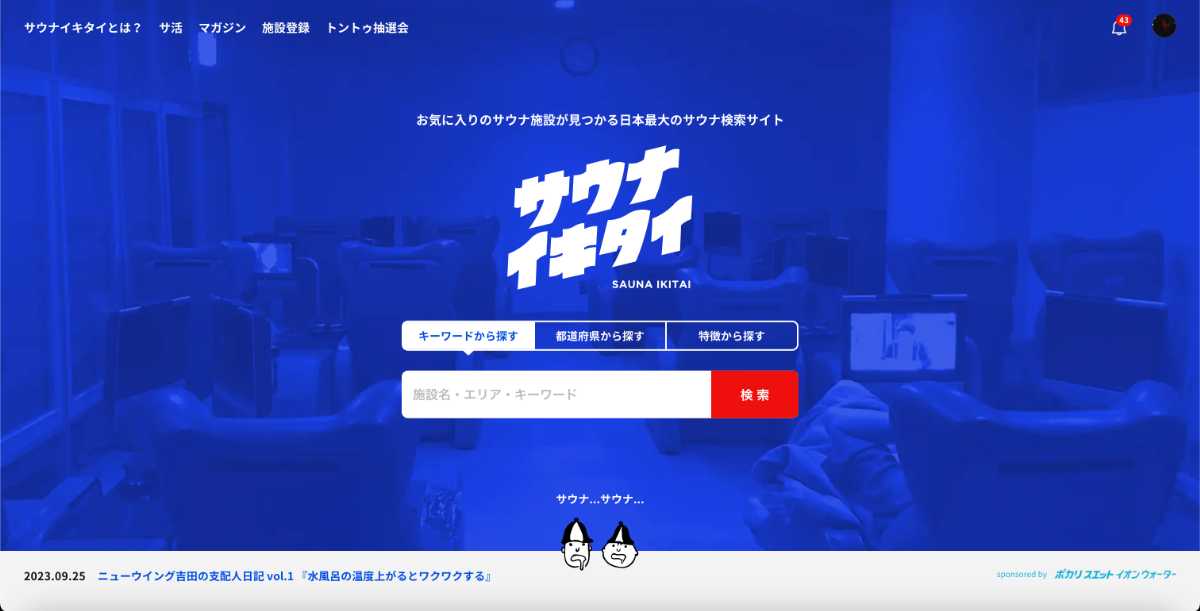 サウナイキタイとは？ サ活 マガジン 施設登録 トントゥ抽選会
43
お気に入りのサウナ施設が見つかる日本最大のサウナ検索サイト
サウナ
イキタイ
SAUNA IKITAI
キーワードから探す 都道府県から探す 特徴から探す
施設名・エリア・キーワード 検索
サウナ…サウナ…
2023.09.25 ニューウイング吉田の支配人日記 vol.1 『水風呂の温度上がるとワクワクする』
sponsored by ポカリスエット イオンウォーター